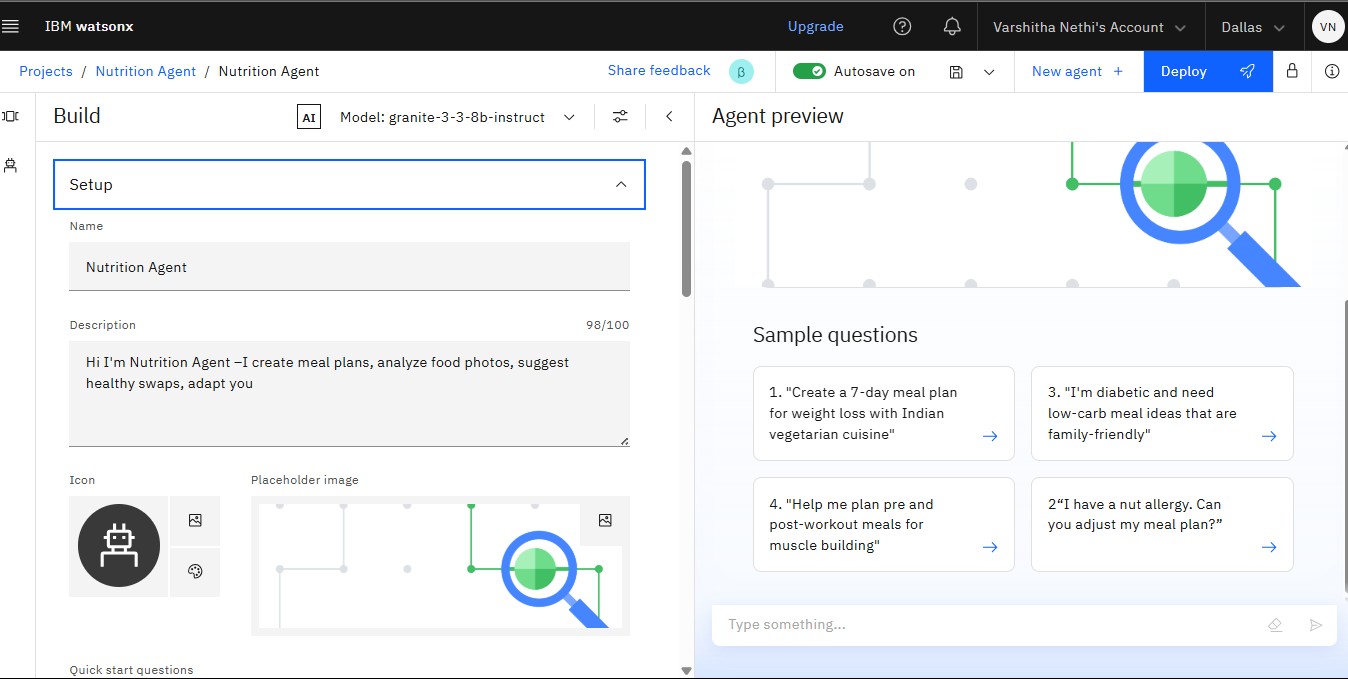 IBM watsonx
Upgrade
Varshitha Nethi's Account
Dallas
VN
Projects / Nutrition Agent / Nutrition Agent
Share feedback
β
Autosave on
New agent +
Deploy
Build
AI
Model: granite-3-3-8b-instruct
Agent preview
Setup
Name
Nutrition Agent
Description
98/100
Hi I'm Nutrition Agent –I create meal plans, analyze food photos, suggest
healthy swaps, adapt you
Icon
Placeholder image
Quick start questions
Sample questions
1. "Create a 7-day meal plan
for weight loss with Indian
vegetarian cuisine"
3. "I'm diabetic and need
low-carb meal ideas that are
family-friendly"
4. "Help me plan pre and
post-workout meals for
muscle building"
2“I have a nut allergy. Can
you adjust my meal plan?”
Type something...